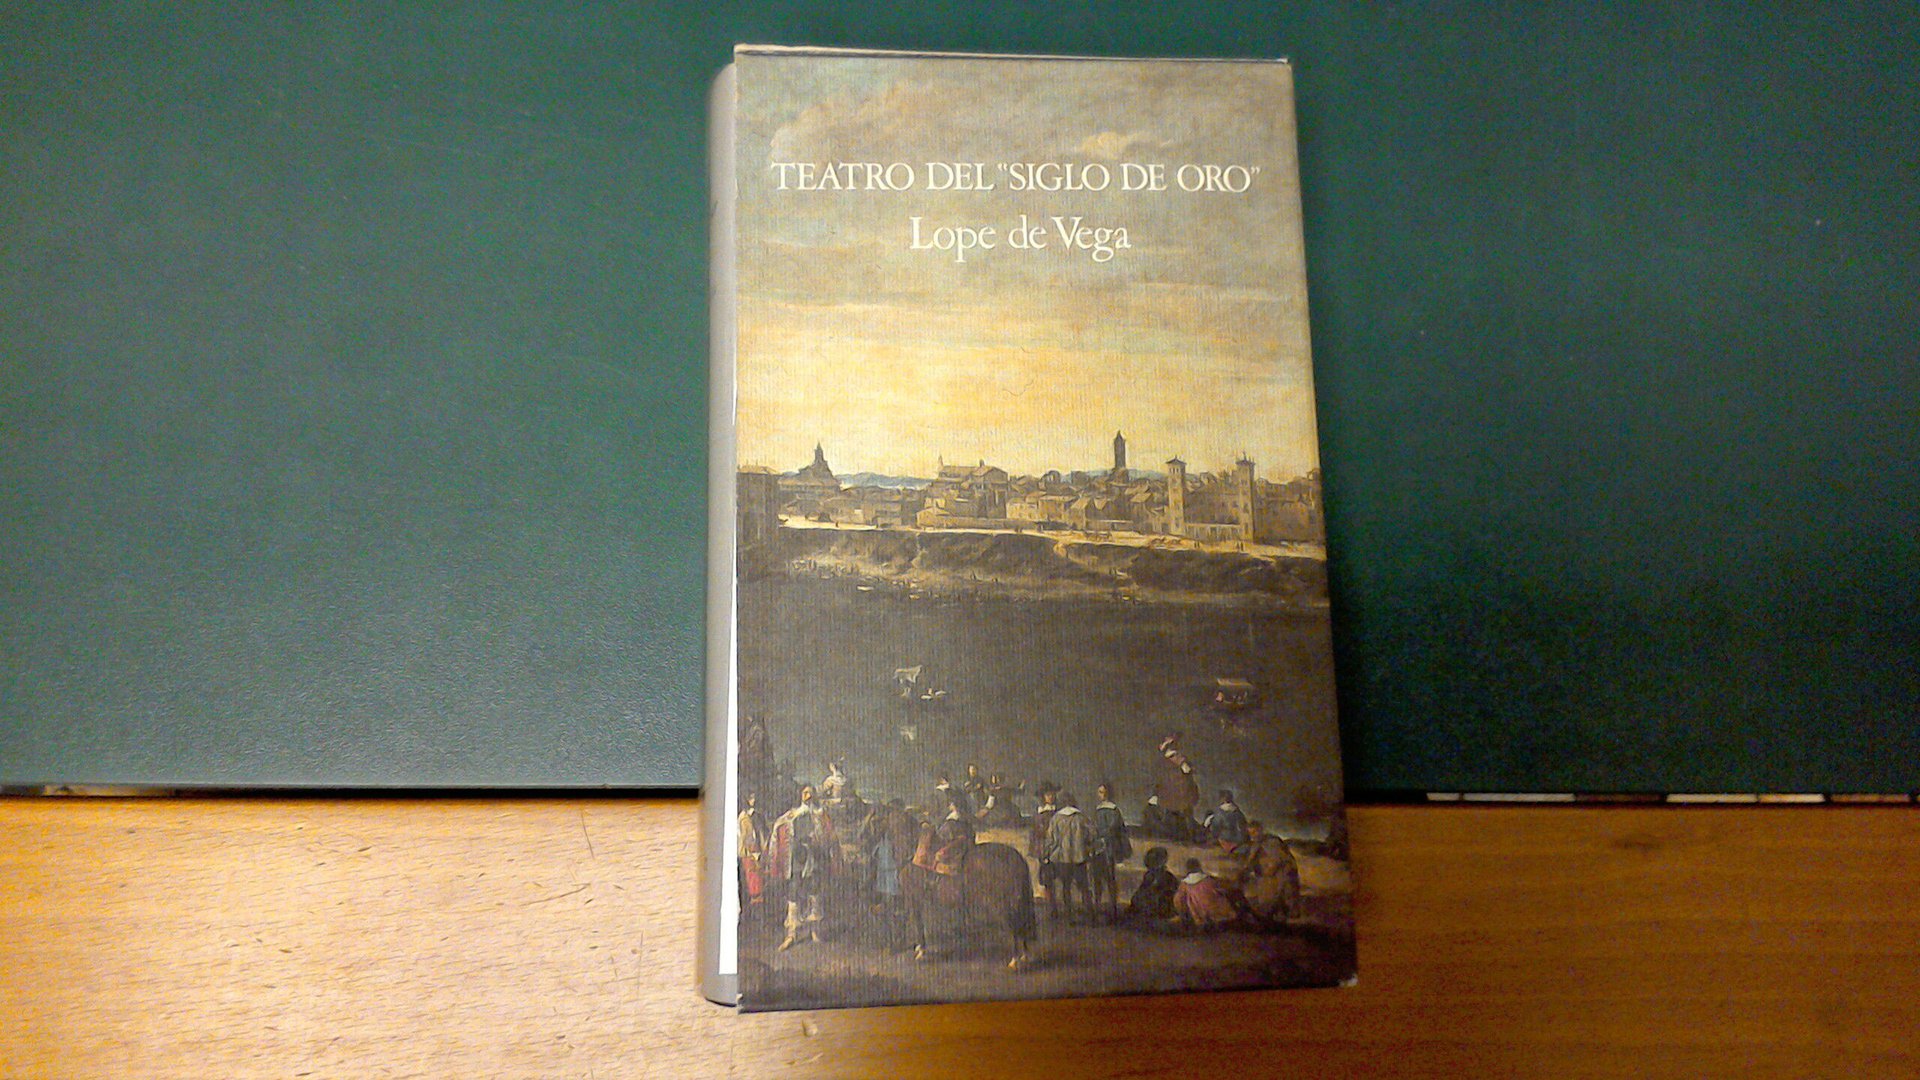 TEATRO DEL "SIGLO DE ORO"
Lope de Vega